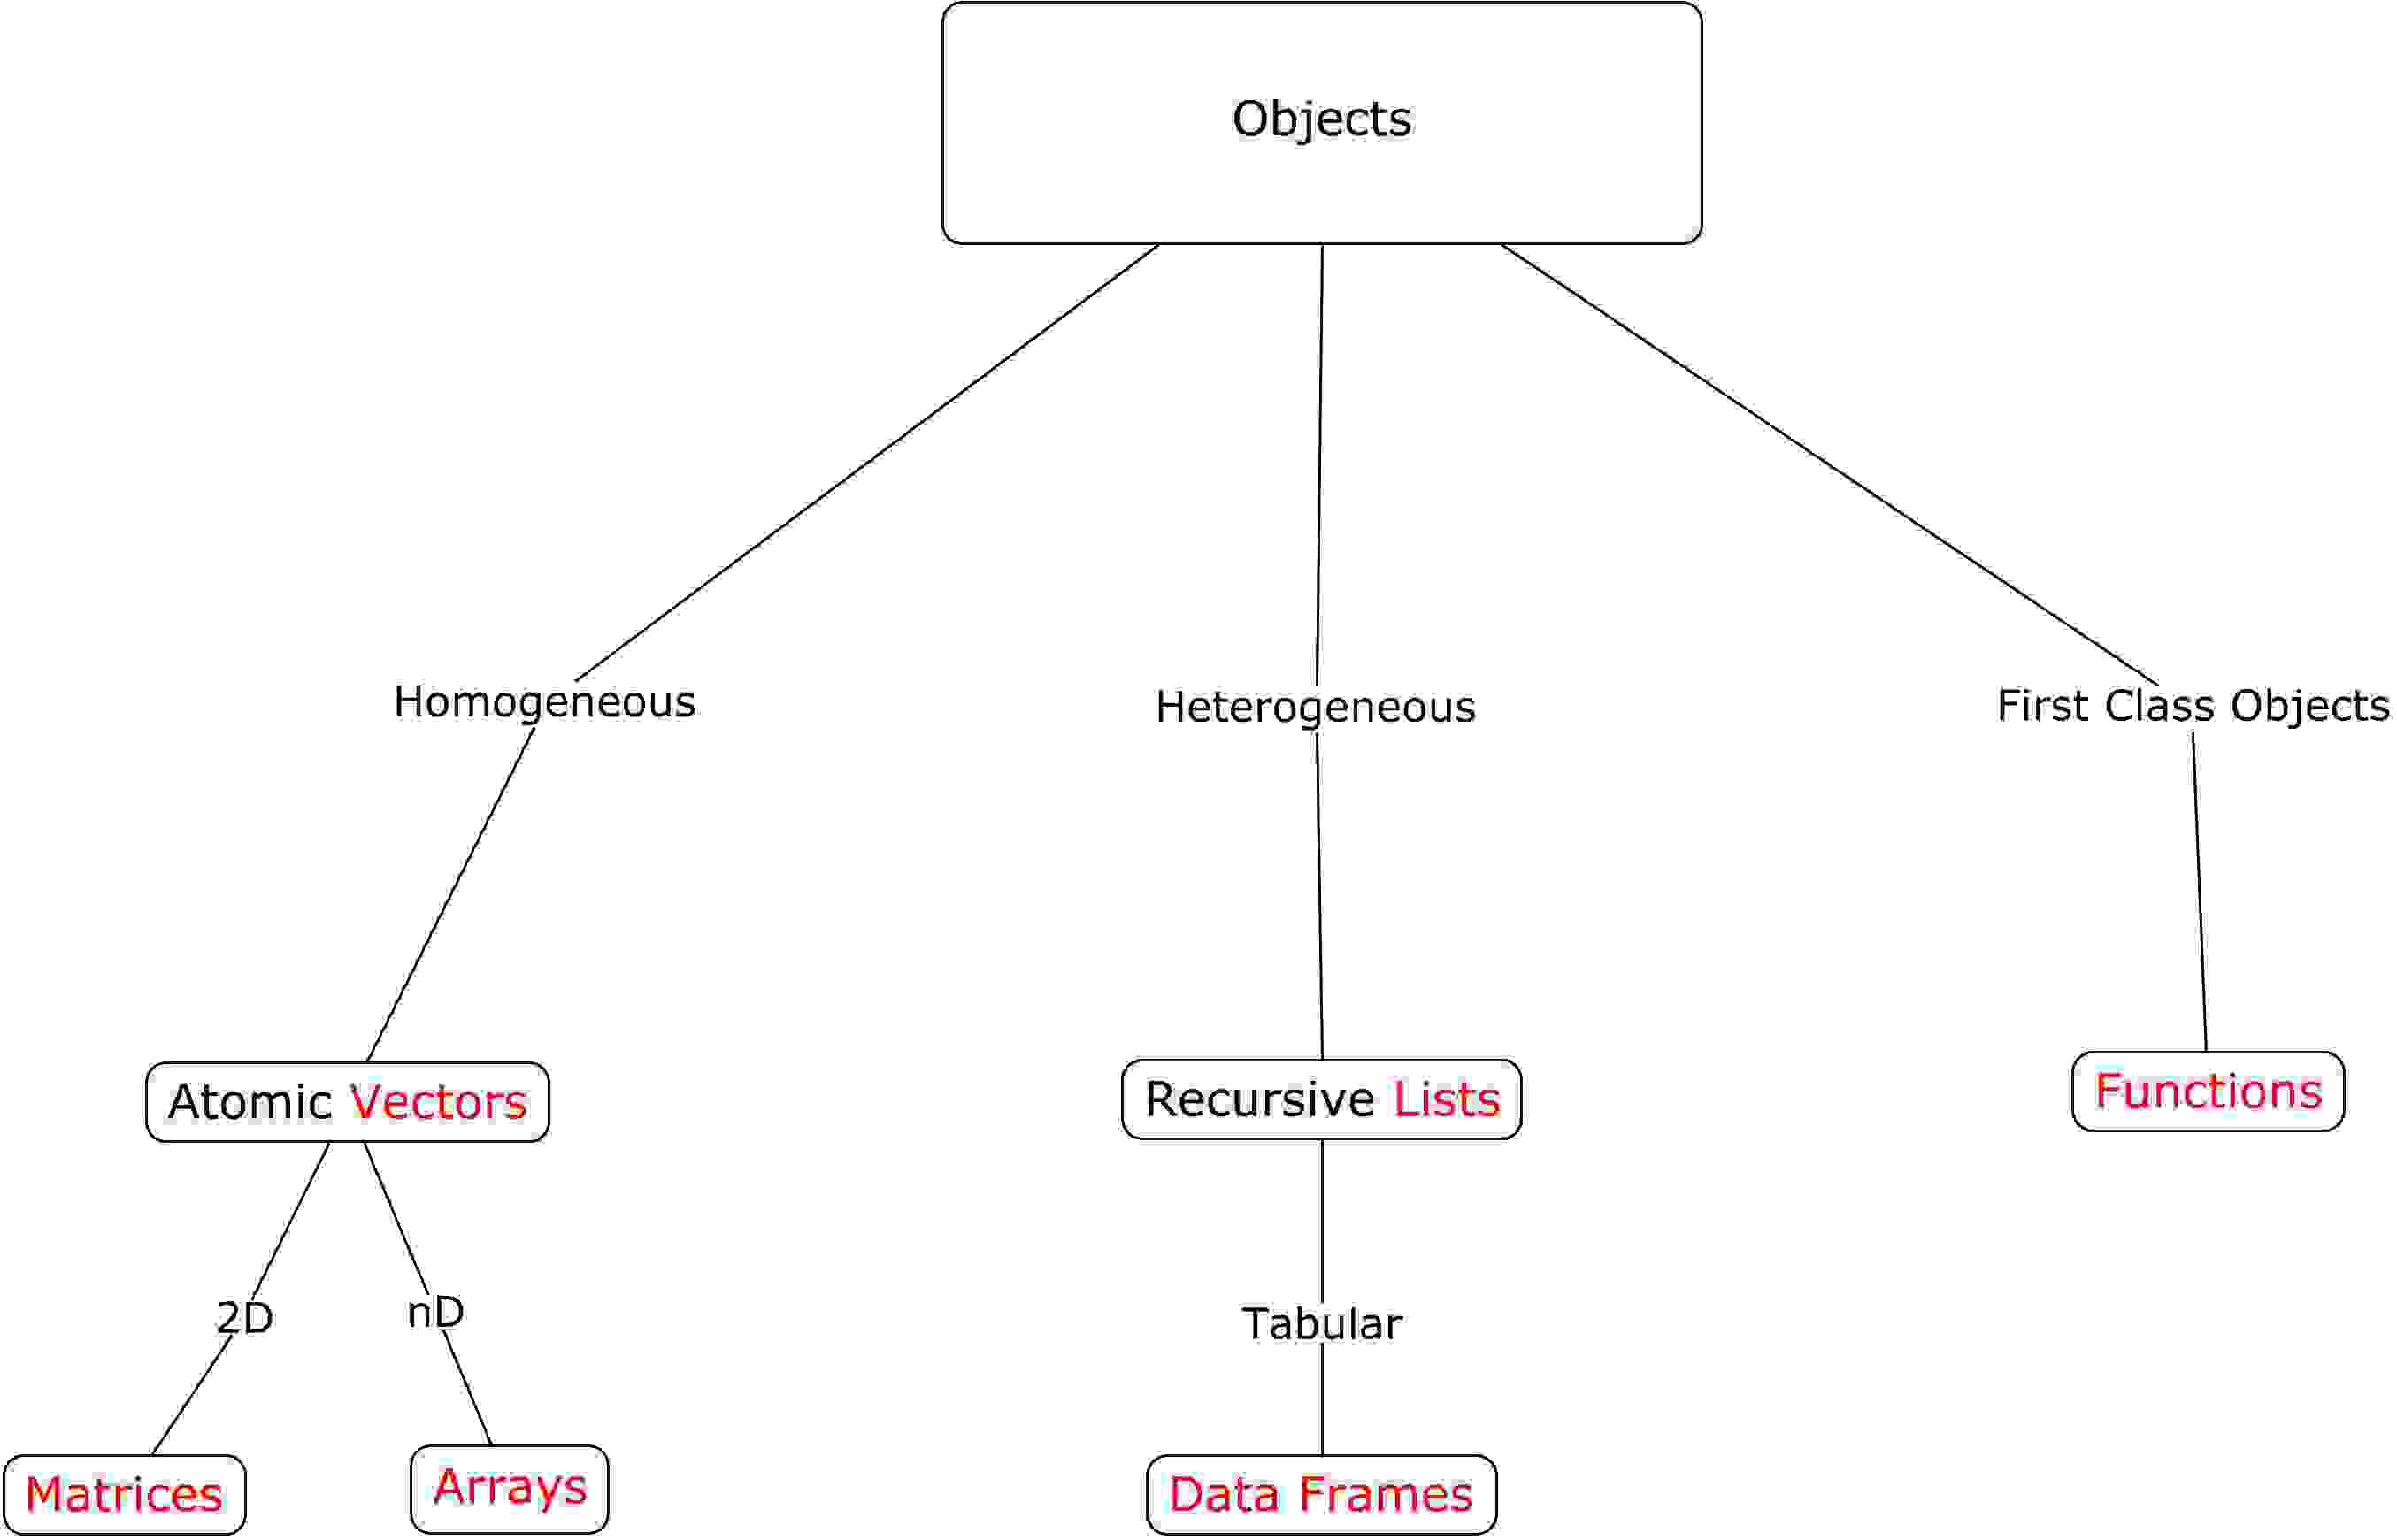 Objects
Homogeneous
Heterogeneous
First Class Objects
Atomic Vectors
Recursive Lists
Functions
2D
nD
Tabular
Matrices
Arrays
Data Frames